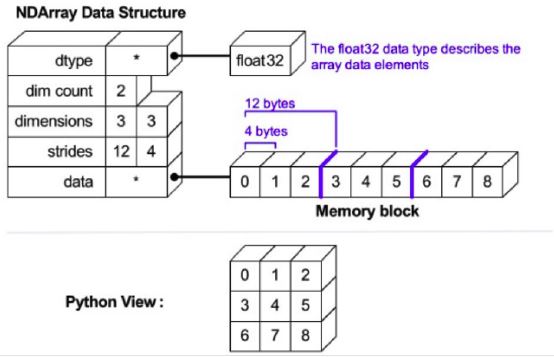 NDArray Data Structure
dtype *
float32
The float32 data type describes the
array data elements
dim count 2
dimensions 3 3
strides 12 4
data *
12 bytes
4 bytes
0 1 2 3 4 5 6 7 8
Memory block
Python View :
0 1 2
3 4 5
6 7 8